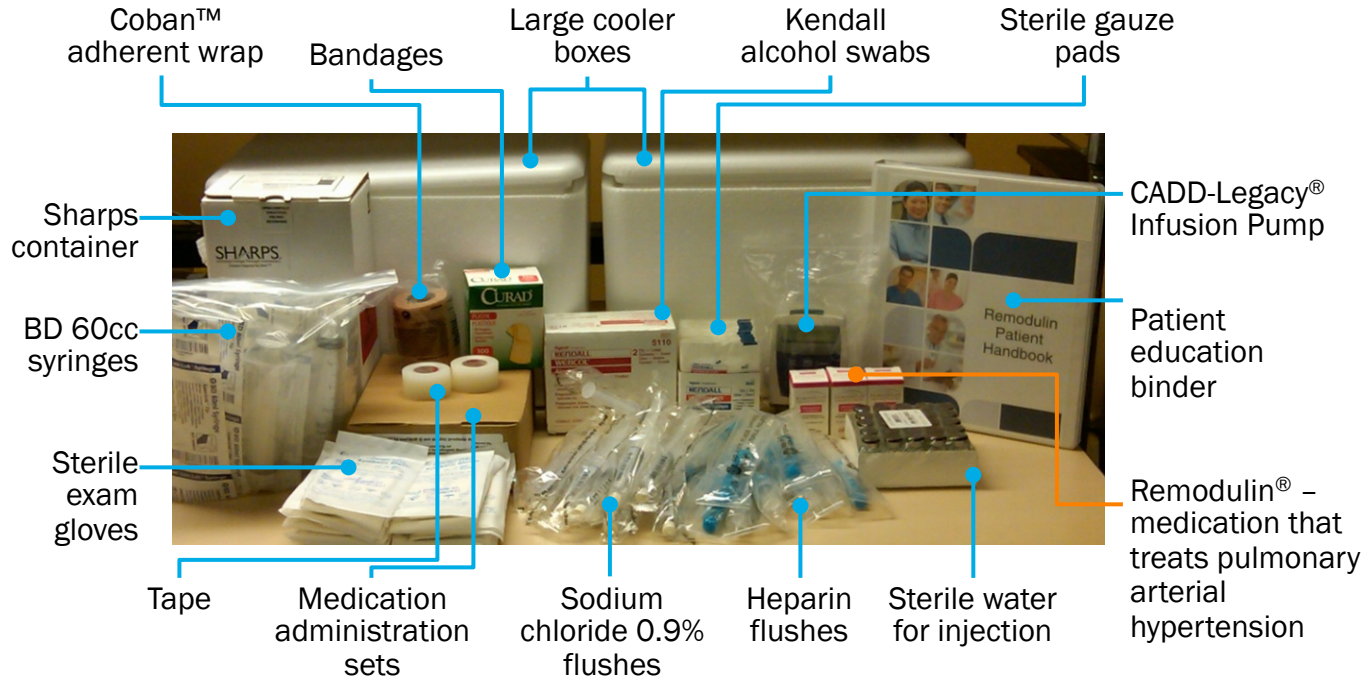 Coban™
adherent wrap
Bandages
Large cooler
boxes
Kendall
alcohol swabs
Sterile gauze
pads
Sharps
container
BD 60cc
syringes
Sterile
exam
gloves
CADD-Legacy®
Infusion Pump
Patient
education
binder
Remodulin® –
medication that
treats pulmonary
arterial
hypertension
SHARPS
CURAD
5110
KENDALL
KENDALL
Remodulin
Patient
Handbook
Tape
Medication
administration
sets
Sodium
chloride 0.9%
flushes
Heparin
flushes
Sterile water
for injection